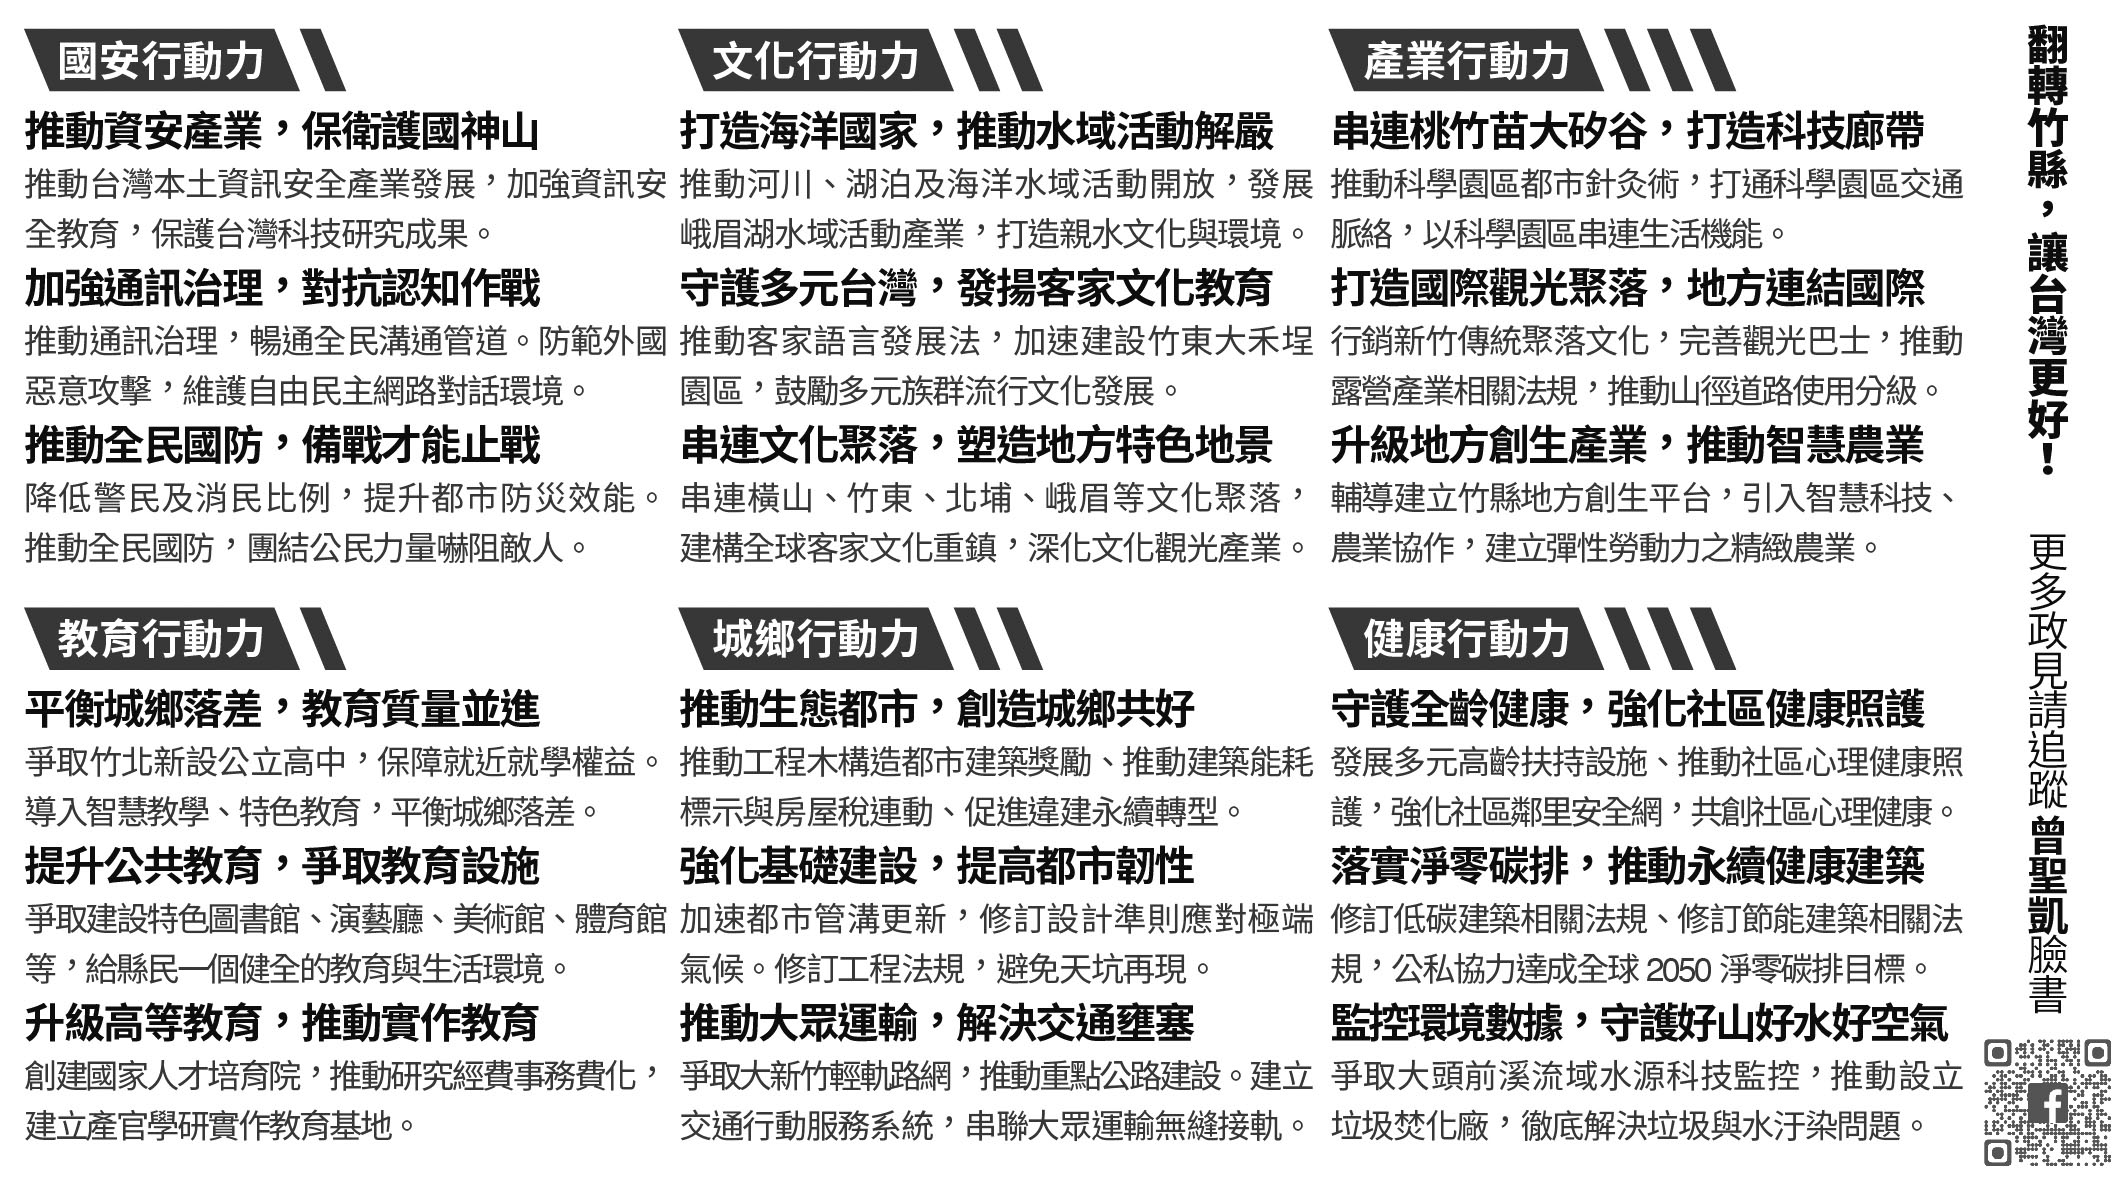 國安行動力
推動資安產業，保衛護國神山
推動台灣本土資訊安全產業發展，加強資訊安
全教育，保護台灣科技研究成果。
加強通訊治理，對抗認知作戰
推動通訊治理，暢通全民溝通管道。防範外國
惡意攻擊，維護自由民主網路對話環境。
推動全民國防，備戰才能止戰
降低警民及消民比例，提升都市防災效能。
推動全民國防，團結公民力量嚇阻敵人。
文化行動力
打造海洋國家，推動水域活動解嚴
推動河川、湖泊及海洋水域活動開放，發展
峨眉湖水域活動產業，打造親水文化與環境。
守護多元台灣，發揚客家文化教育
推動客家語言發展法，加速建設竹東大禾埕
園區，鼓勵多元族群流行文化發展。
串連文化聚落，塑造地方特色地景
串連橫山、竹東、北埔、峨眉等文化聚落，
建構全球客家文化重鎮，深化文化觀光產業。
產業行動力
串連桃竹苗大矽谷，打造科技廊帶
推動科學園區都市針灸術，打通科學園區交通
脈絡，以科學園區串連生活機能。
打造國際觀光聚落，地方連結國際
行銷新竹傳統聚落文化，完善觀光巴士，推動
露營產業相關法規，推動山徑道路使用分級。
升級地方創生產業，推動智慧農業
輔導建立竹縣地方創生平台，引入智慧科技、
農業協作，建立彈性勞動力之精緻農業。
教育行動力
平衡城鄉落差，教育質量並進
爭取竹北新設公立高中，保障就近就學權益。
導入智慧教學、特色教育，平衡城鄉落差。
提升公共教育，爭取教育設施
爭取建設特色圖書館、演藝廳、美術館、體育館
等，給縣民一個健全的教育與生活環境。
升級高等教育，推動實作教育
創建國家人才培育院，推動研究經費事務費化，
建立產官學研實作教育基地。
城鄉行動力
推動生態都市，創造城鄉共好
推動工程木構造都市建築獎勵、推動建築能耗
標示與房屋稅連動、促進違建永續轉型。
強化基礎建設，提高都市韌性
加速都市管溝更新，修訂設計準則應對極端
氣候。修訂工程法規，避免天坑再現。
推動大眾運輸，解決交通壅塞
爭取大新竹輕軌路網，推動重點公路建設。建立
交通行動服務系統，串聯大眾運輸無縫接軌。
健康行動力
守護全齡健康，強化社區健康照護
發展多元高齡扶持設施、推動社區心理健康照
護，強化社區鄰里安全網，共創社區心理健康。
落實淨零碳排，推動永續健康建築
修訂低碳建築相關法規、修訂節能建築相關法
規，公私協力達成全球 2050 淨零碳排目標。
監控環境數據，守護好山好水好空氣
爭取大頭前溪流域水源科技監控，推動設立
垃圾焚化廠，徹底解決垃圾與水汙染問題。
翻轉竹縣，讓台灣更好！ 更多政見請追蹤曾聖凱臉書